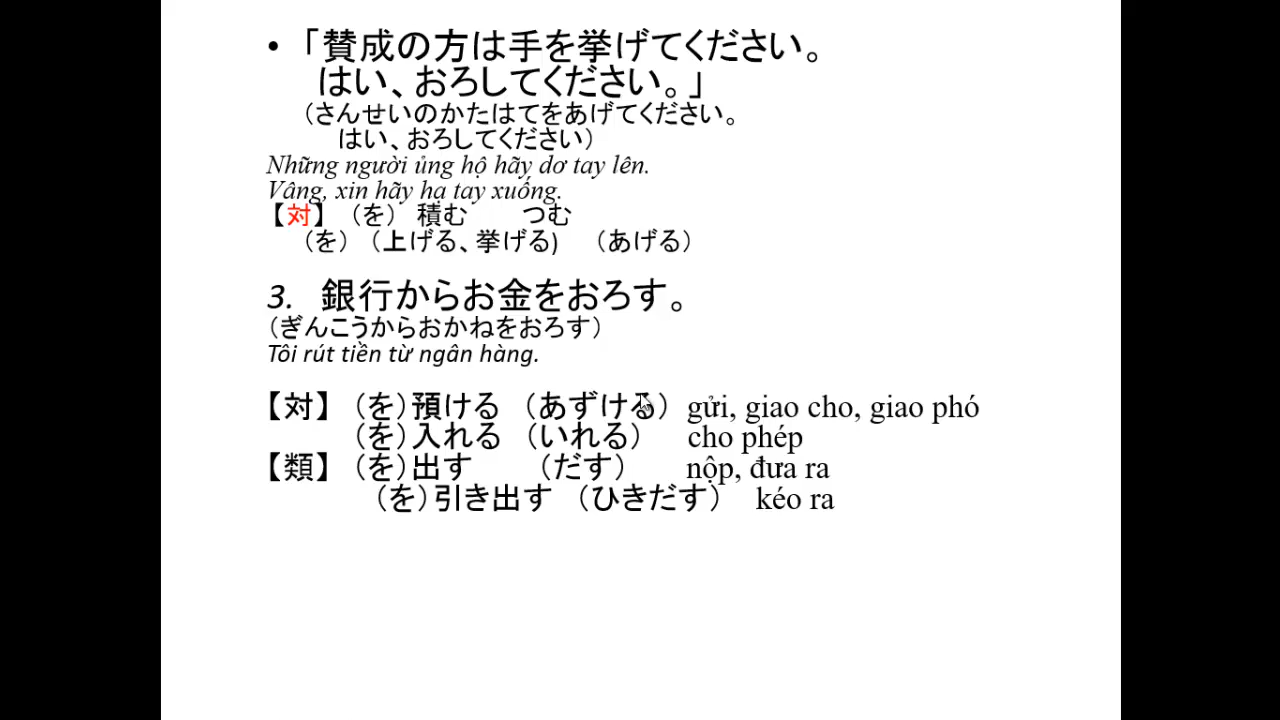 • 「賛成の方は手を挙げてください。
はい、おろしてください。」
（さんせいのかたはてをあげてください。
はい、おろしてください）
Những người ủng hộ hãy dơ tay lên.
Vâng, xin hãy hạ tay xuống.
【対】（を） 積む つむ
（を）（上げる、挙げる) （あげる）
3. 銀行からお金をおろす。
（ぎんこうからおかねをおろす）
Tôi rút tiền từ ngân hàng.
【対】（を）預ける （あずける） gửi, giao cho, giao phó
（を）入れる （いれる） cho phép
【類】（を）出す （だす） nộp, đưa ra
（を）引き出す （ひきだす） kéo ra